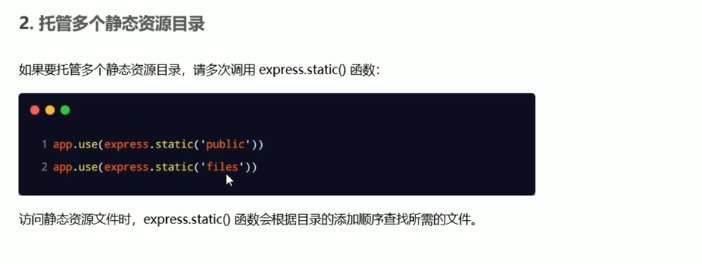 2. 托管多个静态资源目录
如果要托管多个静态资源目录，请多次调用 express.static() 函数：
1 app.use(express.static('public'))
2 app.use(express.static('files'))
访问静态资源文件时，express.static() 函数会根据目录的添加顺序查找所需的文件。